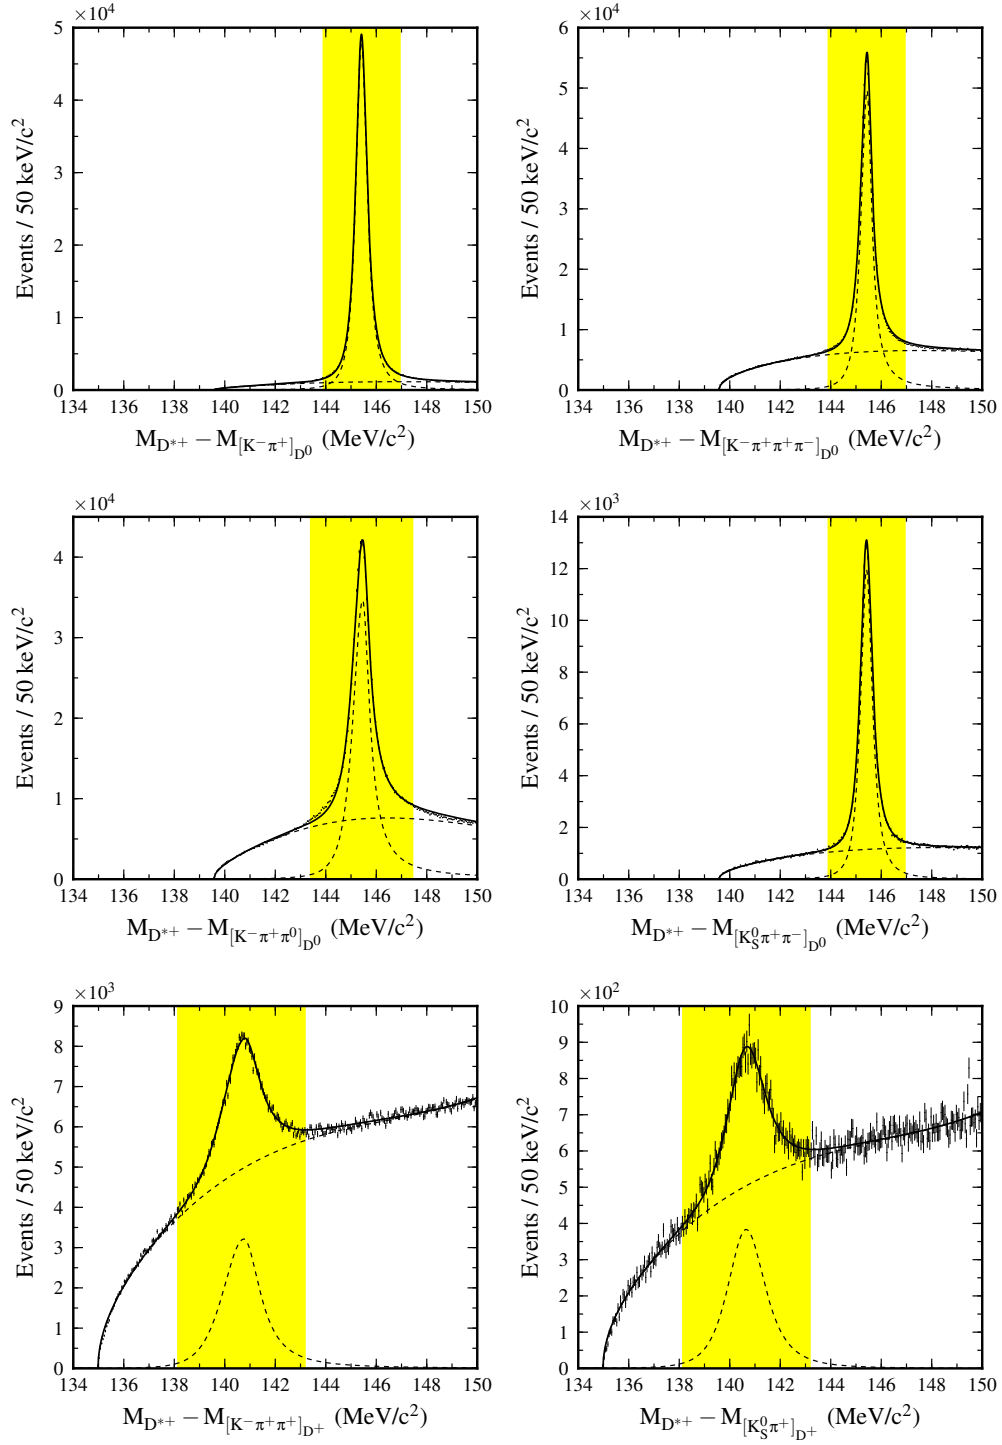 ×10⁴
5
4
3
2
1
0
134 136 138 140 142 144 146 148 150
Events / 50 keV/c²
M_{D*+} − M_{[K⁻π⁺]_{D⁰}} (MeV/c²)
×10⁴
6
5
4
3
2
1
0
134 136 138 140 142 144 146 148 150
Events / 50 keV/c²
M_{D*+} − M_{[K⁻π⁺π⁺π⁻]_{D⁰}} (MeV/c²)
×10⁴
4
3
2
1
0
134 136 138 140 142 144 146 148 150
Events / 50 keV/c²
M_{D*+} − M_{[K⁻π⁺π⁰]_{D⁰}} (MeV/c²)
×10³
14
12
10
8
6
4
2
0
134 136 138 140 142 144 146 148 150
Events / 50 keV/c²
M_{D*+} − M_{[K_S^0π⁺π⁻]_{D⁰}} (MeV/c²)
×10³
9
8
7
6
5
4
3
2
1
0
134 136 138 140 142 144 146 148 150
Events / 50 keV/c²
M_{D*+} − M_{[K⁻π⁺π⁺]_{D⁺}} (MeV/c²)
×10²
10
9
8
7
6
5
4
3
2
1
0
134 136 138 140 142 144 146 148 150
Events / 50 keV/c²
M_{D*+} − M_{[K_S^0π⁺]_{D⁺}} (MeV/c²)